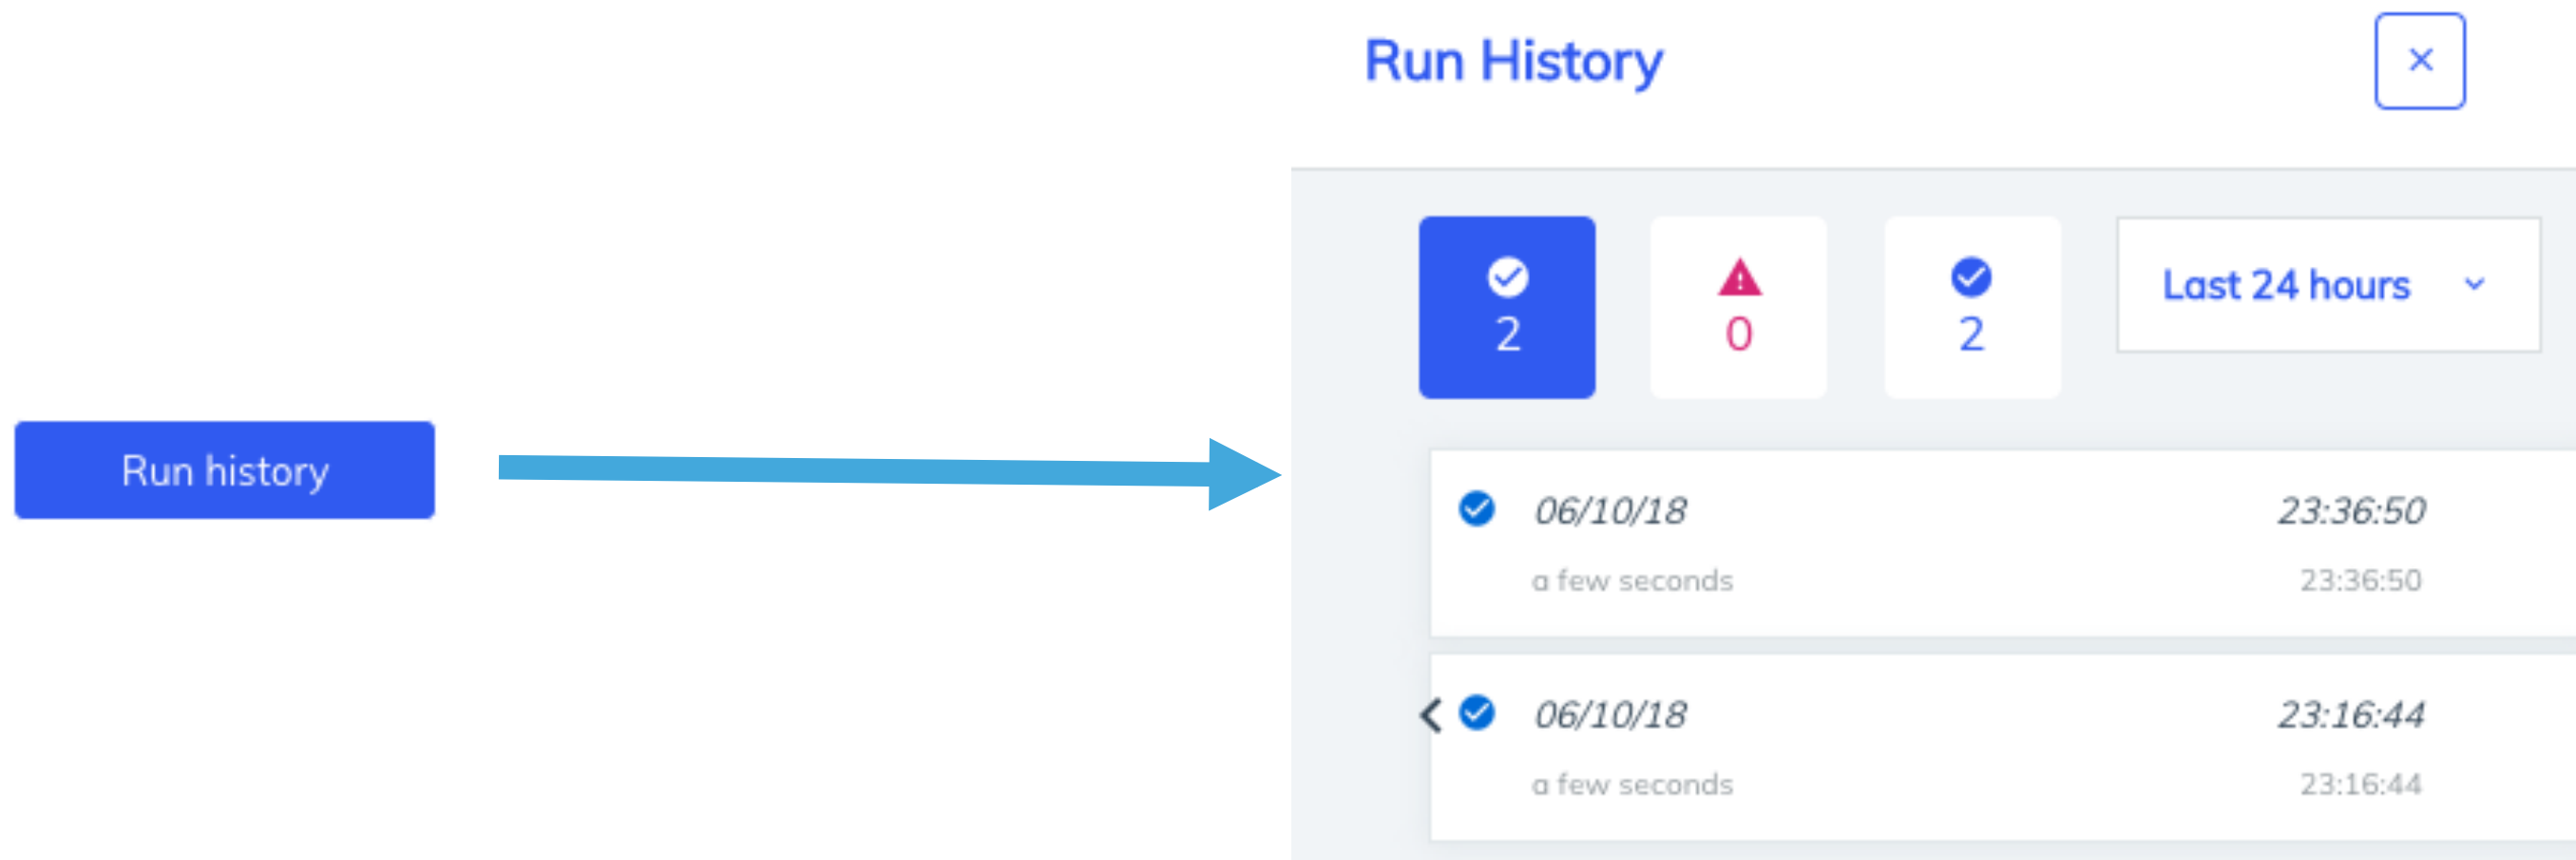 Run history
Run History
2
0
2
Last 24 hours
06/10/18 23:36:50
a few seconds 23:36:50
06/10/18 23:16:44
a few seconds 23:16:44